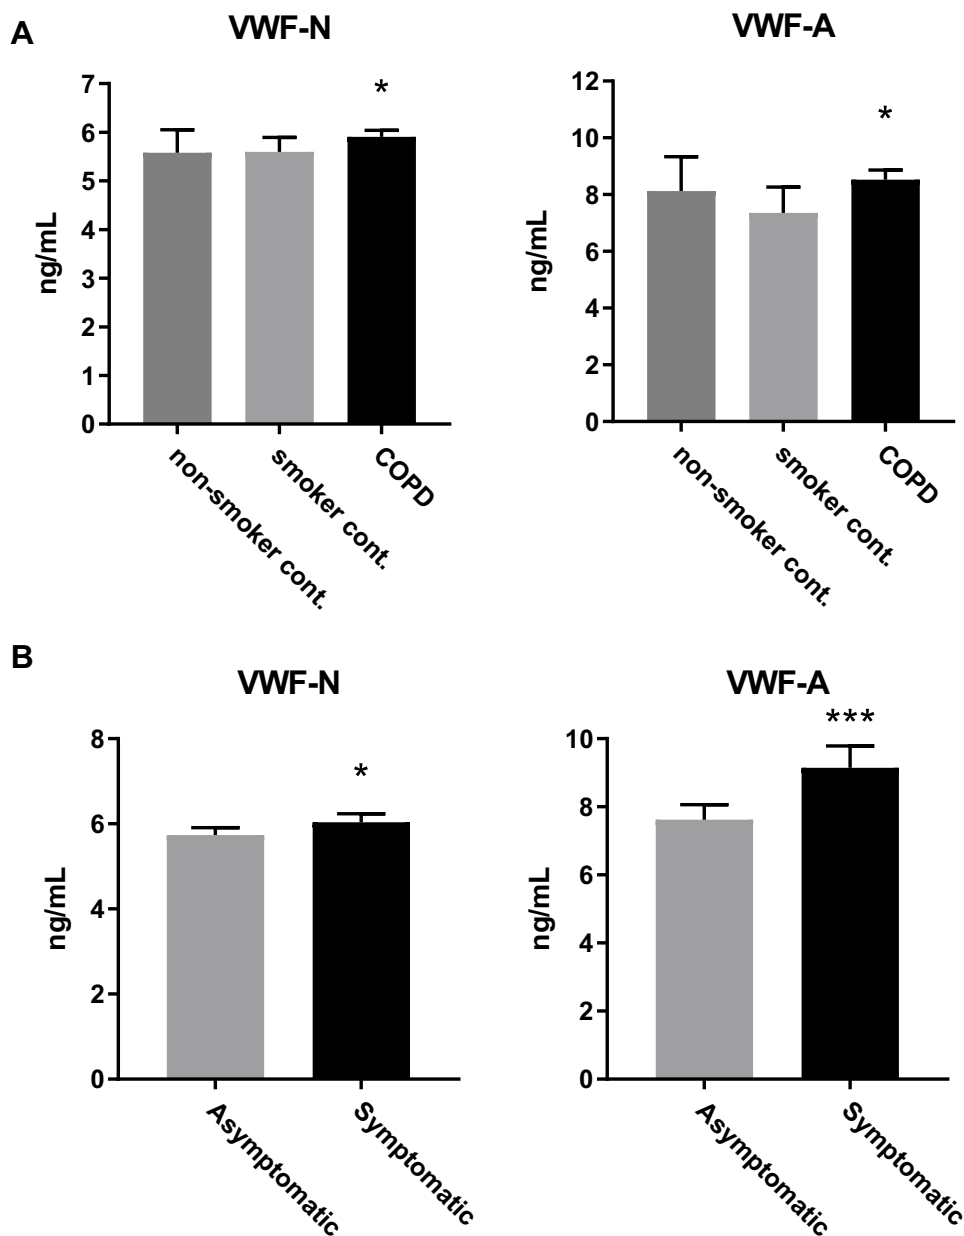 A
VWF-N
7
6
5
4
3
2
1
0
ng/mL
*
non-smoker cont.
smoker cont.
COPD
VWF-A
12
10
8
6
4
2
0
ng/mL
*
non-smoker cont.
smoker cont.
COPD
B
VWF-N
8
6
4
2
0
ng/mL
*
Asymptomatic
Symptomatic
VWF-A
10
8
6
4
2
0
ng/mL
***
Asymptomatic
Symptomatic